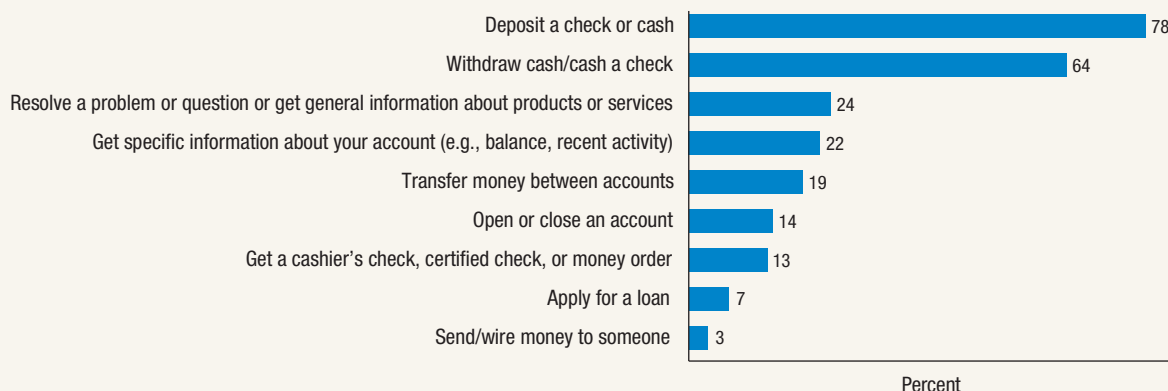 Deposit a check or cash 78
Withdraw cash/cash a check 64
Resolve a problem or question or get general information about products or services 24
Get specific information about your account (e.g., balance, recent activity) 22
Transfer money between accounts 19
Open or close an account 14
Get a cashier’s check, certified check, or money order 13
Apply for a loan 7
Send/wire money to someone 3
Percent